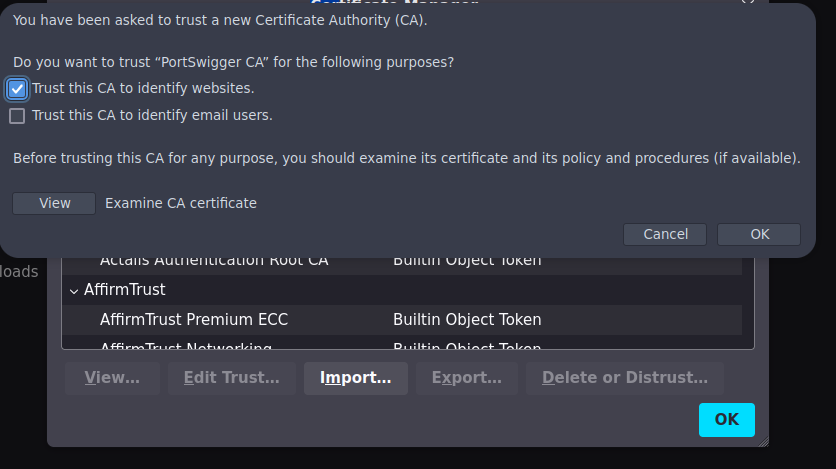 Certificate Manager
You have been asked to trust a new Certificate Authority (CA).
Do you want to trust “PortSwigger CA” for the following purposes?
Trust this CA to identify websites.
Trust this CA to identify email users.
Before trusting this CA for any purpose, you should examine its certificate and its policy and procedures (if available).
View Examine CA certificate
Cancel OK
Actalis Authentication Root CA Builtin Object Token
loads
AffirmTrust
AffirmTrust Premium ECC Builtin Object Token
AffirmTrust Networking Builtin Object Token
View… Edit Trust… Import… Export… Delete or Distrust…
OK